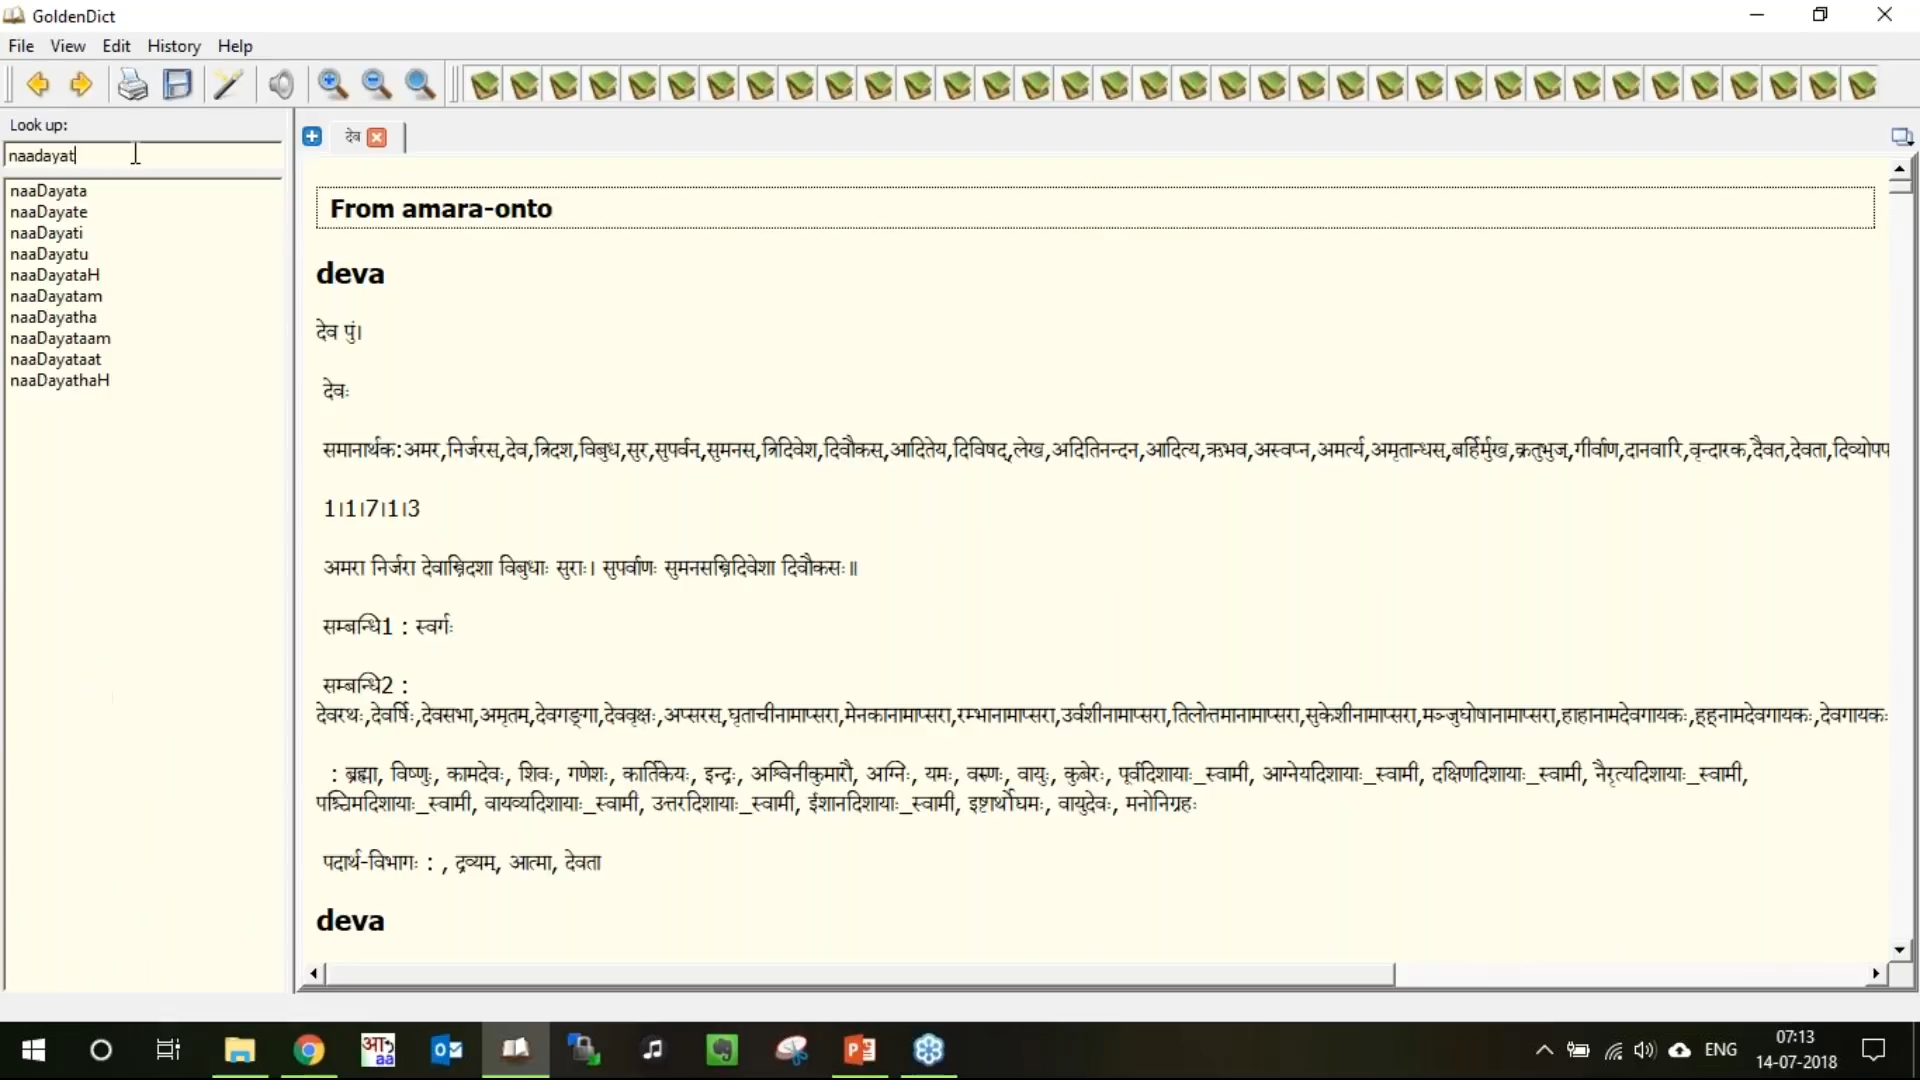 GoldenDict
File View Edit History Help
Look up:
naadayat
naaDayata
naaDayate
naaDayati
naaDayatu
naaDayataH
naaDayatam
naaDayatha
naaDayataam
naaDayataat
naaDayathaH
देव
From amara-onto
deva
देव पुं।
देवः
समानार्थक:अमर,निर्जरस्,देव,त्रिदश,विबुध,सुर,सुपर्वन्,सुमनस्,त्रिदिवेश,दिवौकस्,आदितेय,दिविषद्,लेख,अदितिनन्दन,आदित्य,ऋभव,अस्वप्न,अमर्त्य,अमृतान्धस्,बर्हिर्मुख,क्रतुभुज्,गीर्वाण,दानवारि,वृन्दारक,दैवत,देवता,दिव्योपप
1।1।7।1।3
अमरा निर्जरा देवास्त्रिदशा विबुधाः सुराः। सुपर्वाणः सुमनसस्त्रिदिवेशा दिवौकसः॥
सम्बन्धि1 : स्वर्गः
सम्बन्धि2 :
देवरथः,देवर्षिः,देवसभा,अमृतम्,देवगङ्गा,देववृक्षः,अप्सरस्,घृताचीनामाप्सरा,मेनकानामाप्सरा,रम्भानामाप्सरा,उर्वशीनामाप्सरा,तिलोत्तमानामाप्सरा,सुकेशीनामाप्सरा,मञ्जुघोषानामाप्सरा,हाहानामदेवगायकः,हूहूनामदेवगायकः,देवगायकः
: ब्रह्मा, विष्णुः, कामदेवः, शिवः, गणेशः, कार्तिकेयः, इन्द्रः, अश्विनीकुमारौ, अग्निः, यमः, वरुणः, वायुः, कुबेरः, पूर्वदिशायाः_स्वामी, आग्नेयदिशायाः_स्वामी, दक्षिणदिशायाः_स्वामी, नैरृत्यदिशायाः_स्वामी,
पश्चिमदिशायाः_स्वामी, वायव्यदिशायाः_स्वामी, उत्तरदिशायाः_स्वामी, ईशानदिशायाः_स्वामी, इष्टार्थोद्यमः, वायुदेवः, मनोनिग्रहः
पदार्थ-विभागः : , द्रव्यम्, आत्मा, देवता
deva
ENG
07:13
14-07-2018